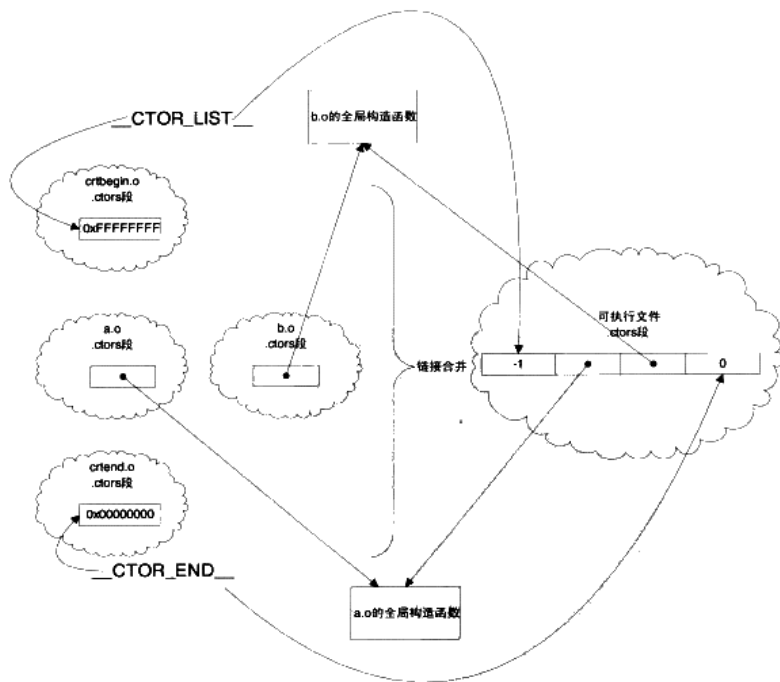 __CTOR_LIST__
b.o的全局构造函数
crtbegin.o
.ctors段
0xFFFFFFFF
a.o
.ctors段
b.o
.ctors段
链接合并
可执行文件
.ctors段
-1
0
crtend.o
.ctors段
0x00000000
__CTOR_END__
a.o的全局构造函数